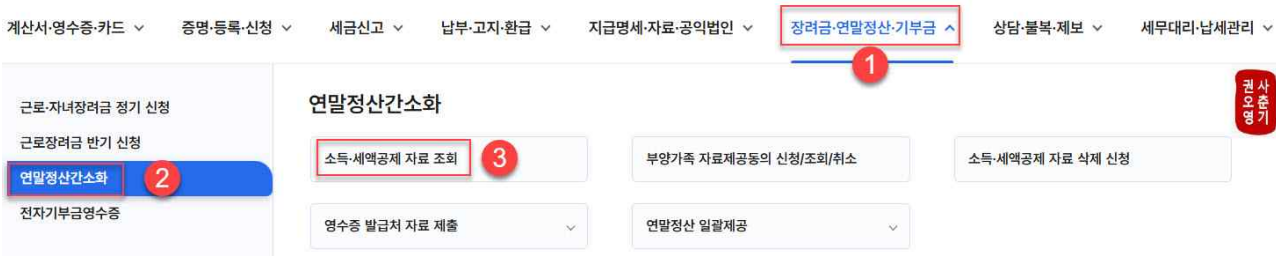 계산서·영수증·카드 증명·등록·신청 세금신고 납부·고지·환급 지급명세·자료·공익법인 장려금·연말정산·기부금 상담·불복·제보 세무대리·납세관리
1
근로·자녀장려금 정기 신청
근로장려금 반기 신청
연말정산간소화 2
전자기부금영수증
연말정산간소화
소득·세액공제 자료 조회 3 부양가족 자료제공동의 신청/조회/취소 소득·세액공제 자료 삭제 신청
영수증 발급처 자료 제출 연말정산 일괄제공
사춘기
권오영